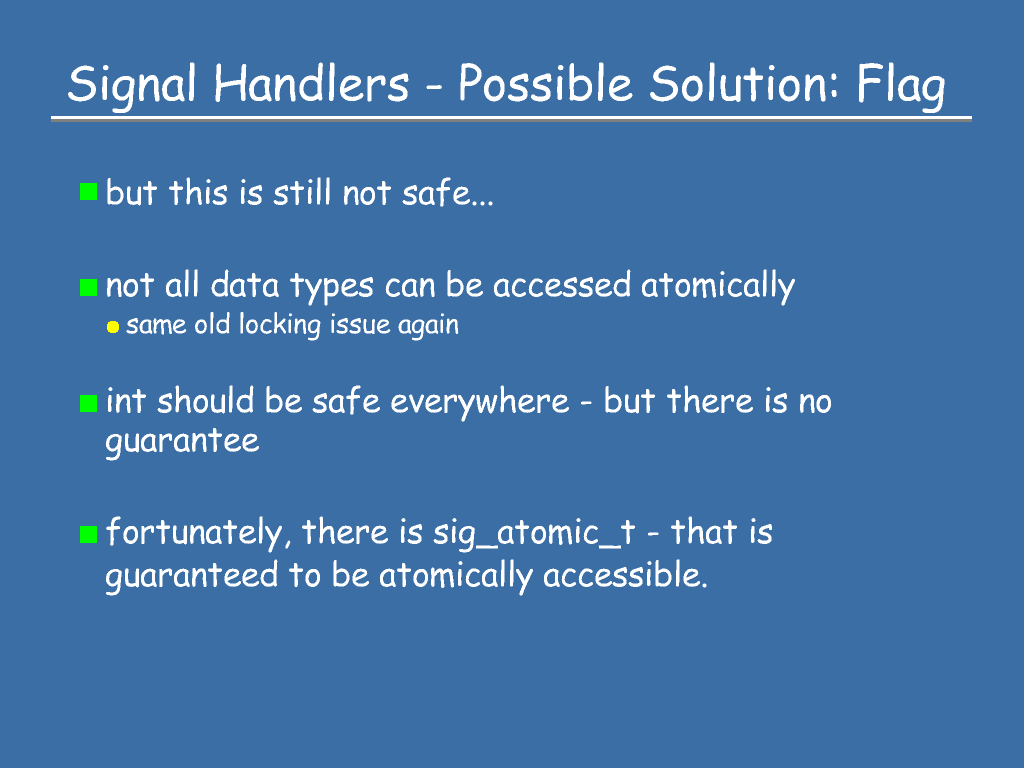 Signal Handlers - Possible Solution: Flag
but this is still not safe...
not all data types can be accessed atomically
same old locking issue again
int should be safe everywhere - but there is no
guarantee
fortunately, there is sig_atomic_t - that is
guaranteed to be atomically accessible.